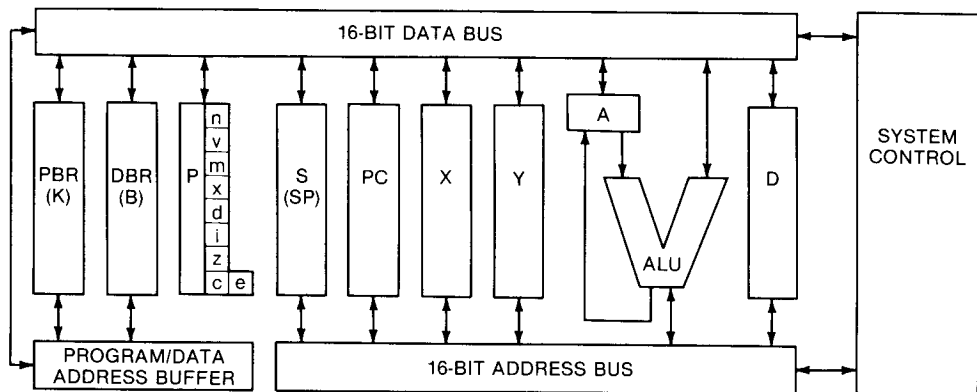 16-BIT DATA BUS
PBR
(K)
DBR
(B)
P
n
v
m
x
d
i
z
c
e
S
(SP)
PC
X
Y
A
ALU
D
SYSTEM
CONTROL
PROGRAM/DATA
ADDRESS BUFFER
16-BIT ADDRESS BUS